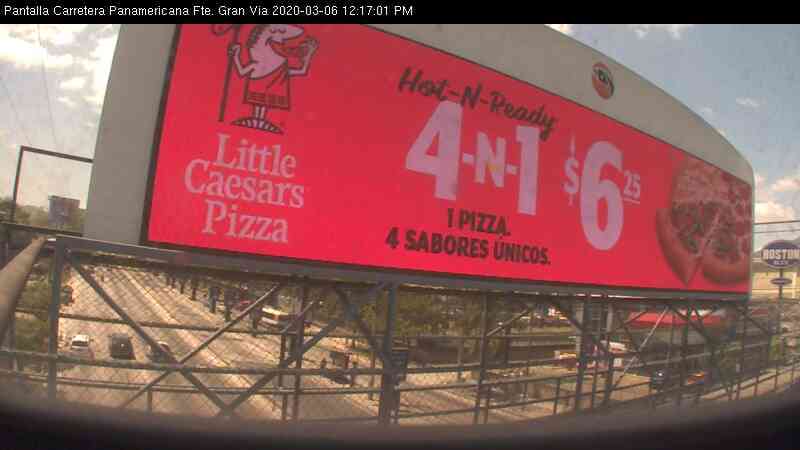 Pantalla Carretera Panamericana Fte. Gran Via 2020-03-06 12:17:01 PM
Little
Caesars
Pizza
Hot-N-Ready
4-N-1
$6 25
1 PIZZA.
4 SABORES ÚNICOS.
BOSTON